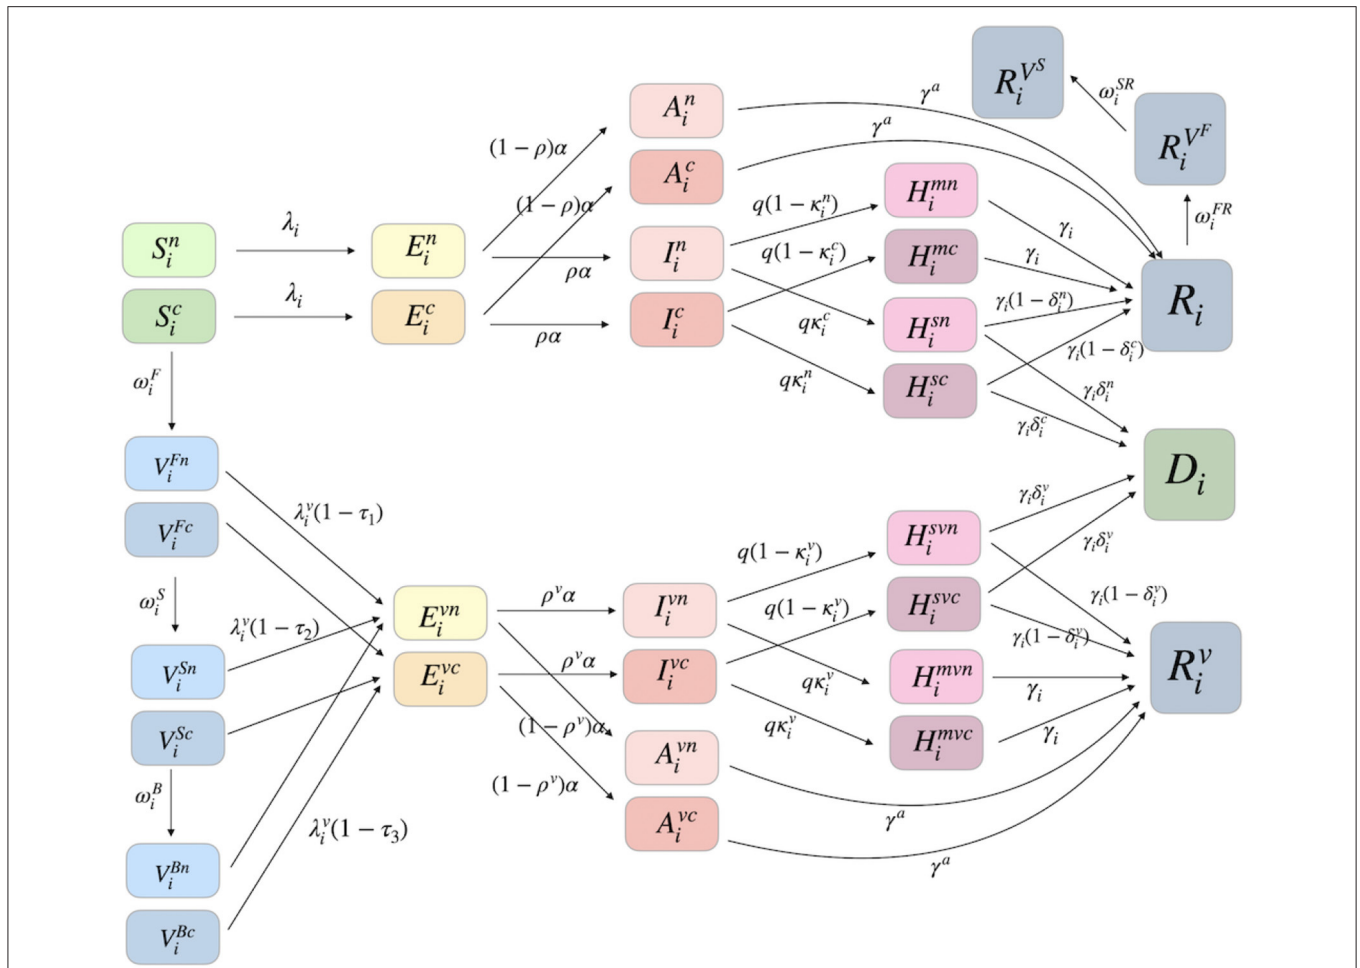 R_i^{V^S}
ω_i^{SR}
R_i^{V^F}
ω_i^{FR}
A_i^n
γ^a
A_i^c
γ^a
(1 − ρ)α
(1 − ρ)α
S_i^n
λ_i
E_i^n
ρα
I_i^n
q(1 − κ_i^n)
H_i^{mn}
γ_i
S_i^c
λ_i
E_i^c
ρα
I_i^c
q(1 − κ_i^c)
H_i^{mc}
γ_i
R_i
qκ_i^c
H_i^{sn}
γ_i(1 − δ_i^n)
qκ_i^n
H_i^{sc}
γ_i(1 − δ_i^c)
γ_iδ_i^n
γ_iδ_i^c
D_i
ω_i^F
V_i^{Fn}
λ_i^v(1 − τ_1)
V_i^{Fc}
ω_i^S
λ_i^v(1 − τ_2)
V_i^{Sn}
V_i^{Sc}
ω_i^B
λ_i^v(1 − τ_3)
V_i^{Bn}
V_i^{Bc}
E_i^{vn}
ρ^vα
I_i^{vn}
q(1 − κ_i^v)
H_i^{svn}
γ_iδ_i^v
E_i^{vc}
ρ^vα
I_i^{vc}
q(1 − κ_i^v)
H_i^{svc}
γ_iδ_i^v
γ_i(1 − δ_i^v)
γ_i(1 − δ_i^v)
qκ_i^v
H_i^{mvn}
γ_i
R_i^v
qκ_i^v
H_i^{mvc}
γ_i
(1 − ρ^v)α
A_i^{vn}
γ^a
(1 − ρ^v)α
A_i^{vc}
γ^a